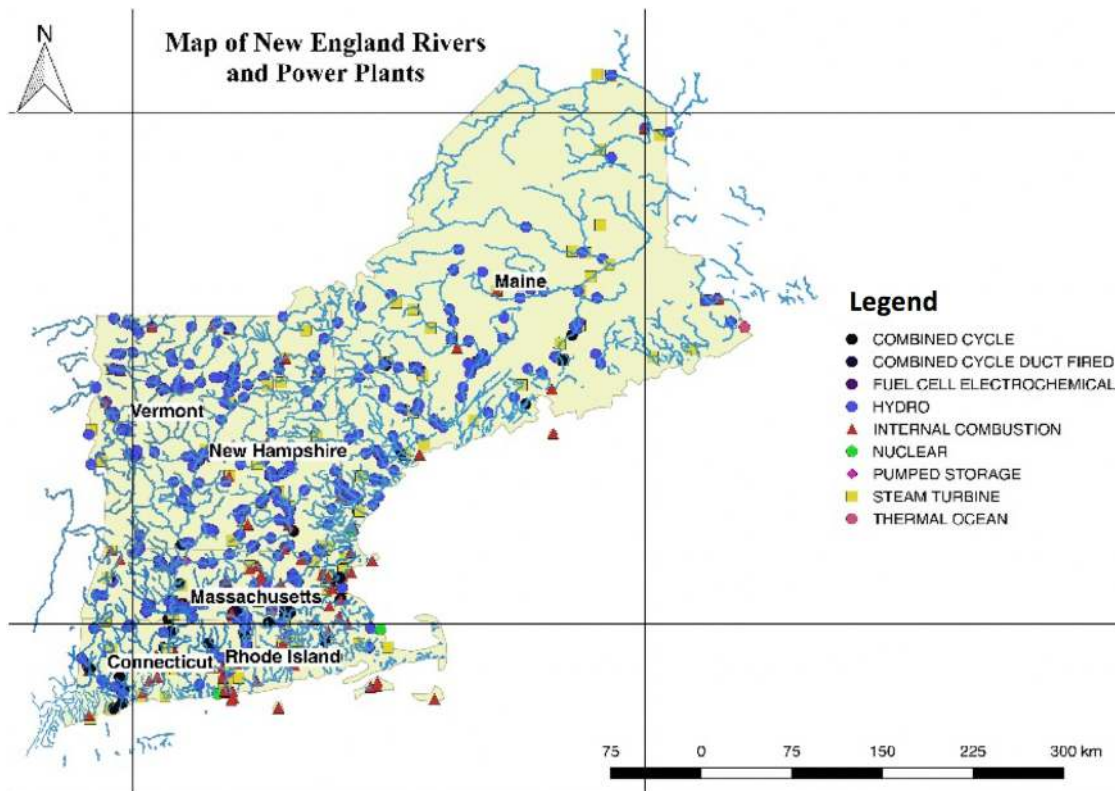 N
Map of New England Rivers
and Power Plants
Maine
Vermont
New Hampshire
Massachusetts
Connecticut
Rhode Island
Legend
COMBINED CYCLE
COMBINED CYCLE DUCT FIRED
FUEL CELL ELECTROCHEMICAL
HYDRO
INTERNAL COMBUSTION
NUCLEAR
PUMPED STORAGE
STEAM TURBINE
THERMAL OCEAN
75 0 75 150 225 300 km